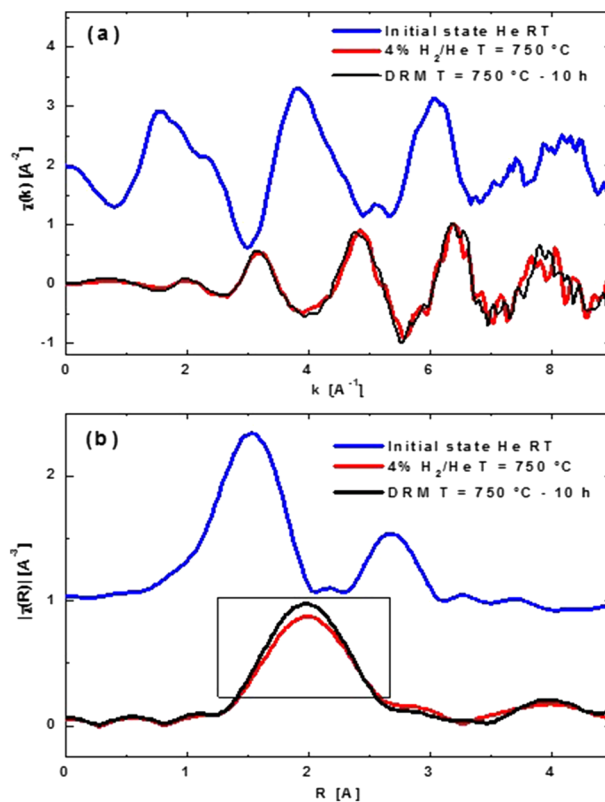 (a)
Initial state He RT
4% H₂/He T = 750 °C
DRM T = 750 °C - 10 h
χ(k) [A⁻²]
4
3
2
1
0
-1
0 2 4 6 8
k [A⁻¹]
(b)
Initial state He RT
4% H₂/He T = 750 °C
DRM T = 750 °C - 10 h
|χ(R)| [A⁻³]
2
1
0
0 1 2 3 4
R [A]